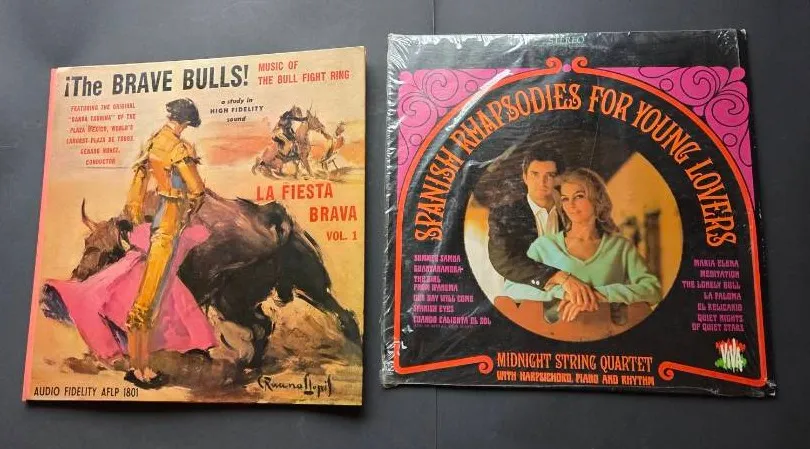 ¡The BRAVE BULLS!
MUSIC OF
THE BULL FIGHT RING
FEATURING THE ORIGINAL
"BANDA TAURINA" OF THE
PLAZA MEXICO, WORLD'S
LARGEST PLAZA DE TOROS
GENARO NUNEZ,
CONDUCTOR
a study in
HIGH FIDELITY
sound
LA FIESTA
BRAVA
VOL. 1
Ruano Llopis
AUDIO FIDELITY AFLP 1801
STEREO
SPANISH RHAPSODIES FOR YOUNG LOVERS
SUMMER SAMBA
GUANTANAMERA
THE GIRL
FROM IPANEMA
OUR DAY WILL COME
SPANISH EYES
CUANDO CALIENTA EL SOL
MARIA ELENA
MEDITATION
THE LONELY BULL
LA PALOMA
EL RELICARIO
QUIET NIGHTS
OF QUIET STARS
VIVA
MIDNIGHT STRING QUARTET
WITH HARPSICHORD, PIANO AND RHYTHM